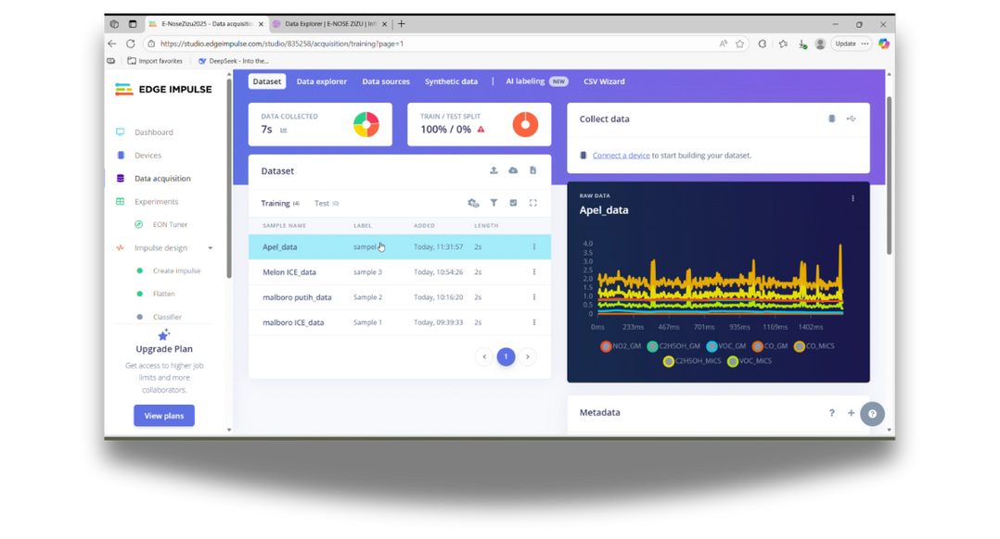 E-NoseZizu2025 - Data acquisitic
Data Explorer | E-NOSE ZIZU | Infl
https://studio.edgeimpulse.com/studio/835258/acquisition/training?page=1
Update
Import favorites
DeepSeek - Into the...
EDGE IMPULSE
Dashboard
Devices
Data acquisition
Experiments
EON Tuner
Impulse design
Create impulse
Flatten
Classifier
Upgrade Plan
Get access to higher job
limits and more
collaborators.
View plans
Dataset
Data explorer
Data sources
Synthetic data
AI labeling NEW
CSV Wizard
DATA COLLECTED
7s
TRAIN / TEST SPLIT
100% / 0%
Dataset
Training (4) Test (0)
SAMPLE NAME LABEL ADDED LENGTH
Apel_data sampel Today, 11:31:57 2s
Melon ICE_data sample 3 Today, 10:54:26 2s
malboro putih_data Sample 2 Today, 10:16:20 2s
malboro ICE_data Sample 1 Today, 09:39:33 2s
1
Collect data
Connect a device to start building your dataset.
RAW DATA
Apel_data
4.0
3.5
3.0
2.5
2.0
1.5
1.0
0.5
0
0ms 233ms 467ms 701ms 935ms 1169ms 1402ms
NO2_GM C2H5OH_GM VOC_GM CO_GM CO_MiCS
C2H5OH_MiCS VOC_MiCS
Metadata